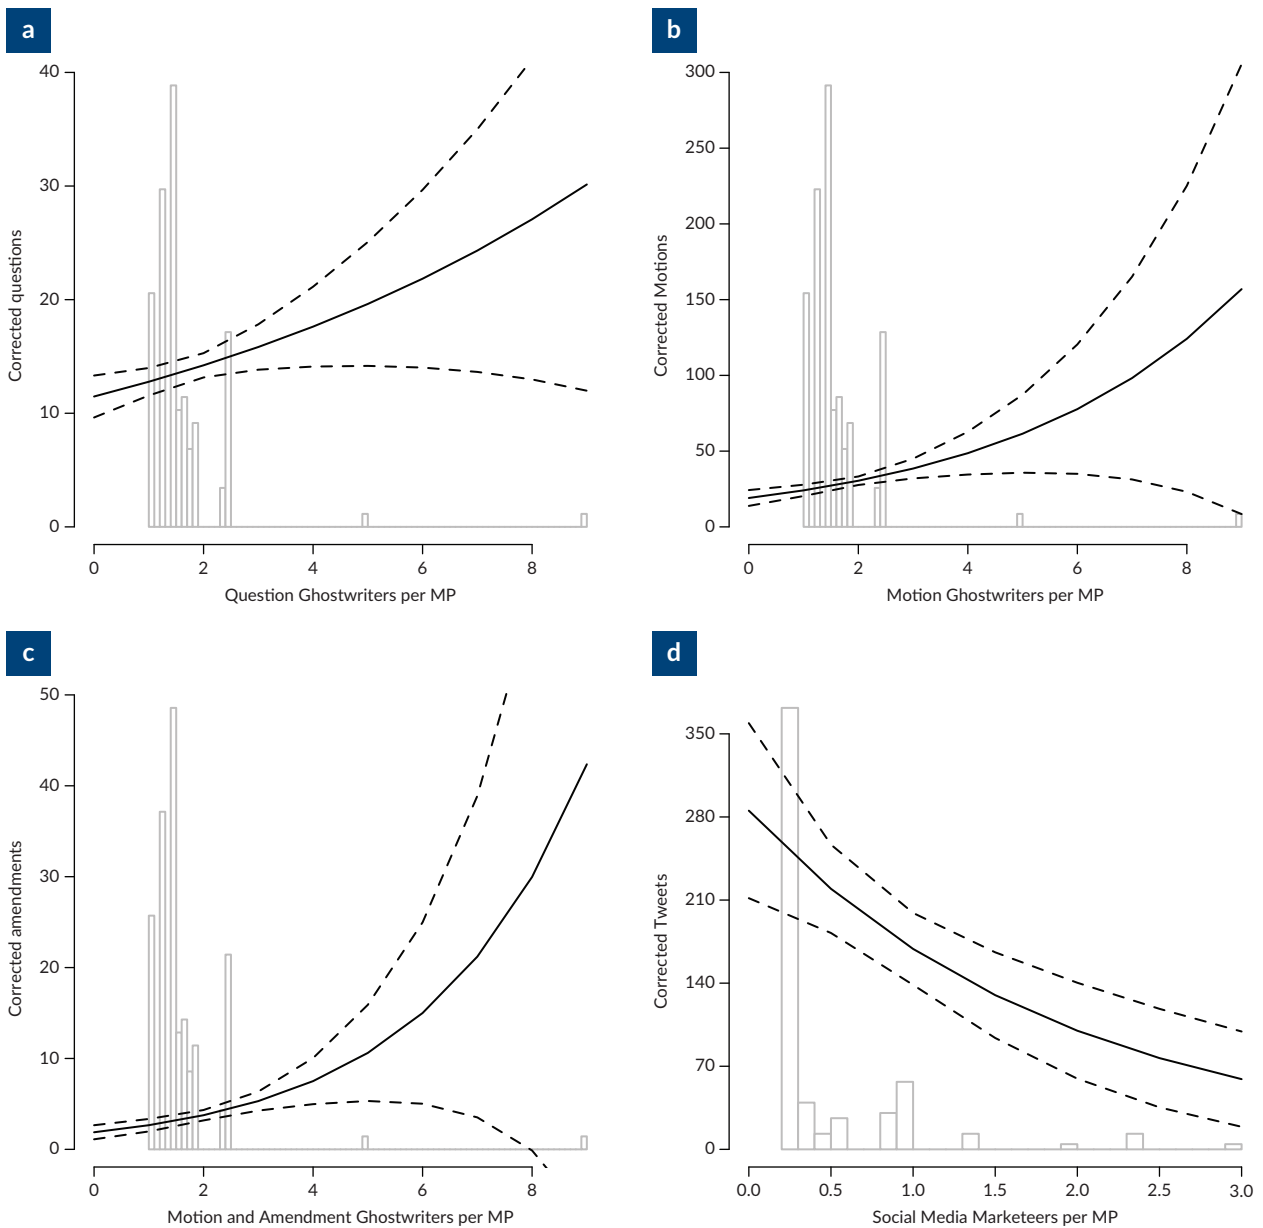 a
40
30
20
10
0
Corrected questions
0 2 4 6 8
Question Ghostwriters per MP
b
300
250
200
150
100
50
0
Corrected Motions
0 2 4 6 8
Motion Ghostwriters per MP
c
50
40
30
20
10
0
Corrected amendments
0 2 4 6 8
Motion and Amendment Ghostwriters per MP
d
350
280
210
140
70
0
Corrected Tweets
0.0 0.5 1.0 1.5 2.0 2.5 3.0
Social Media Marketeers per MP